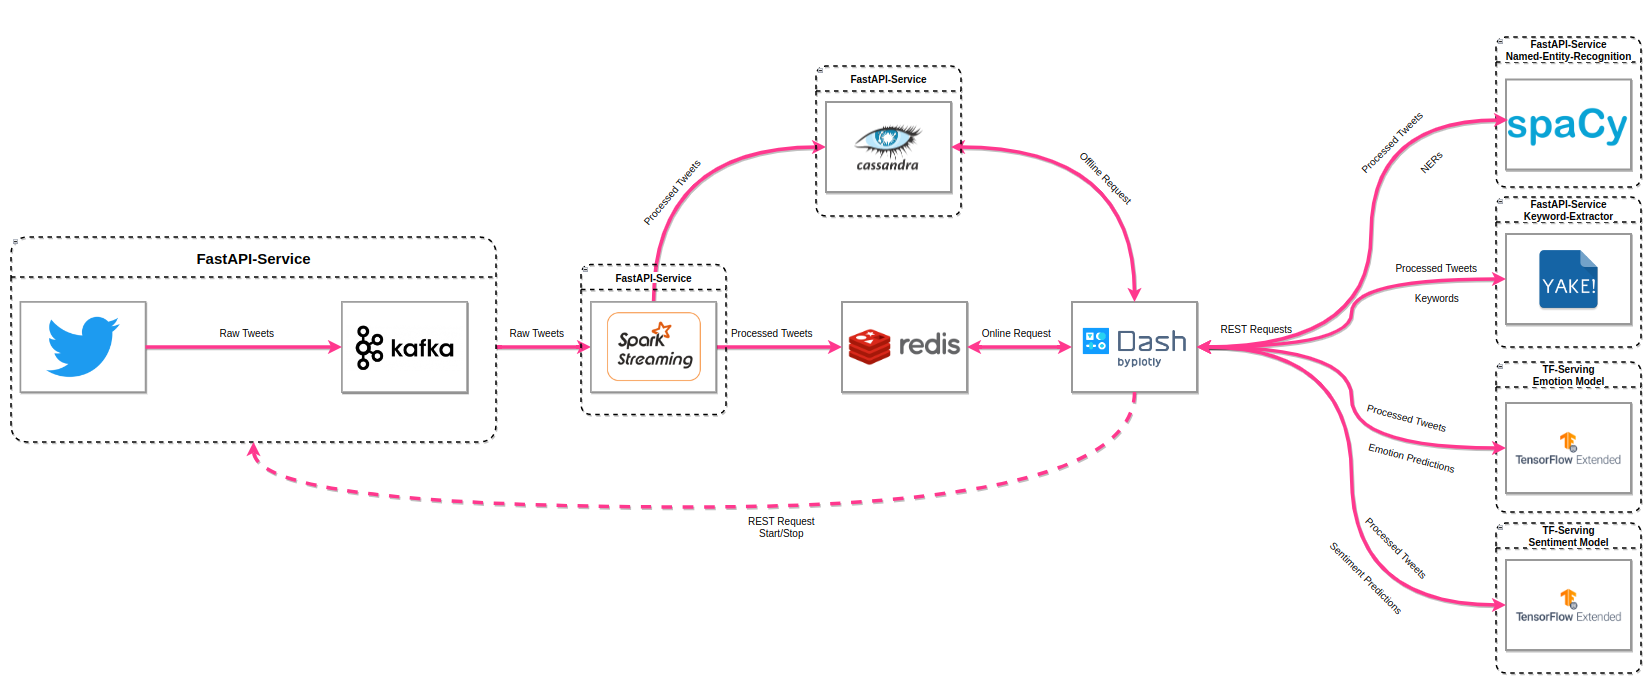 FastAPI-Service
Raw Tweets
kafka
Raw Tweets
FastAPI-Service
Spark
Streaming
Processed Tweets
FastAPI-Service
cassandra
Processed Tweets
redis
Offline Request
Online Request
Dash
by plotly
REST Request
Start/Stop
REST Requests
Processed Tweets
NERs
FastAPI-Service
Named-Entity-Recognition
spaCy
Processed Tweets
Keywords
FastAPI-Service
Keyword-Extractor
YAKE!
Processed Tweets
Emotion Predictions
TF-Serving
Emotion Model
TensorFlow Extended
Processed Tweets
Sentiment Predictions
TF-Serving
Sentiment Model
TensorFlow Extended